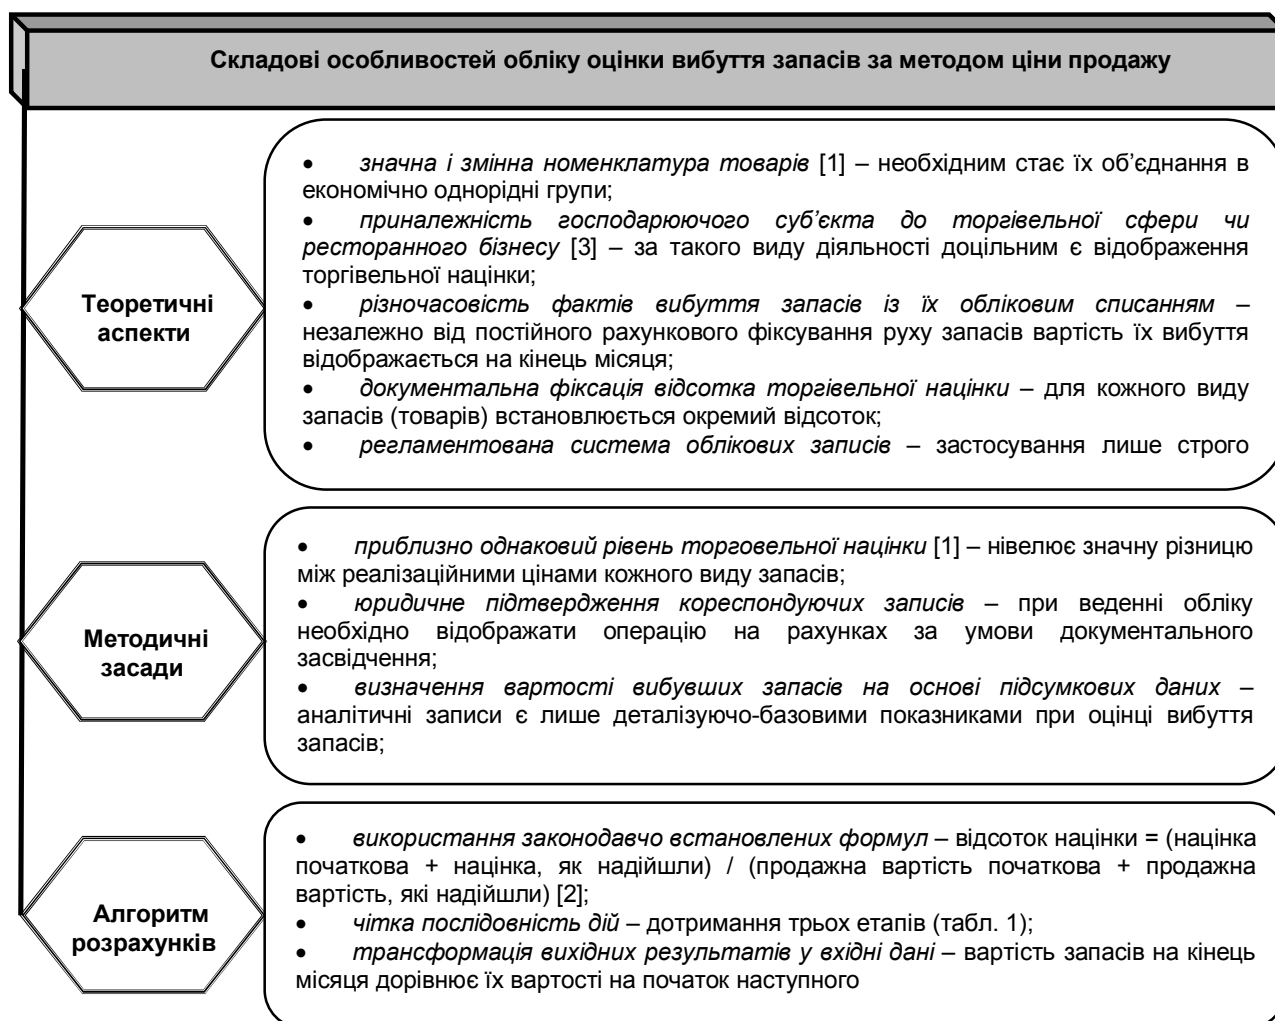 Складові особливостей обліку оцінки вибуття запасів за методом ціни продажу
Теоретичні
аспекти
• значна і змінна номенклатура товарів [1] – необхідним стає їх об’єднання в
економічно однорідні групи;
• приналежність господарюючого суб’єкта до торгівельної сфери чи
ресторанного бізнесу [3] – за такого виду діяльності доцільним є відображення
торгівельної націнки;
• різночасовість фактів вибуття запасів із їх обліковим списанням –
незалежно від постійного рахункового фіксування руху запасів вартість їх вибуття
відображається на кінець місяця;
• документальна фіксація відсотка торгівельної націнки – для кожного виду
запасів (товарів) встановлюється окремий відсоток;
• регламентована система облікових записів – застосування лише строго
Методичні
засади
• приблизно однаковий рівень торговельної націнки [1] – нівелює значну різницю
між реалізаційними цінами кожного виду запасів;
• юридичне підтвердження кореспондуючих записів – при веденні обліку
необхідно відображати операцію на рахунках за умови документального
засвідчення;
• визначення вартості вибувших запасів на основі підсумкових даних –
аналітичні записи є лише деталізуючо-базовими показниками при оцінці вибуття
запасів;
Алгоритм
розрахунків
• використання законодавчо встановлених формул – відсоток націнки = (націнка
початкова + націнка, як надійшли) / (продажна вартість початкова + продажна
вартість, які надійшли) [2];
• чітка послідовність дій – дотримання трьох етапів (табл. 1);
• трансформація вихідних результатів у вхідні дані – вартість запасів на кінець
місяця дорівнює їх вартості на початок наступного